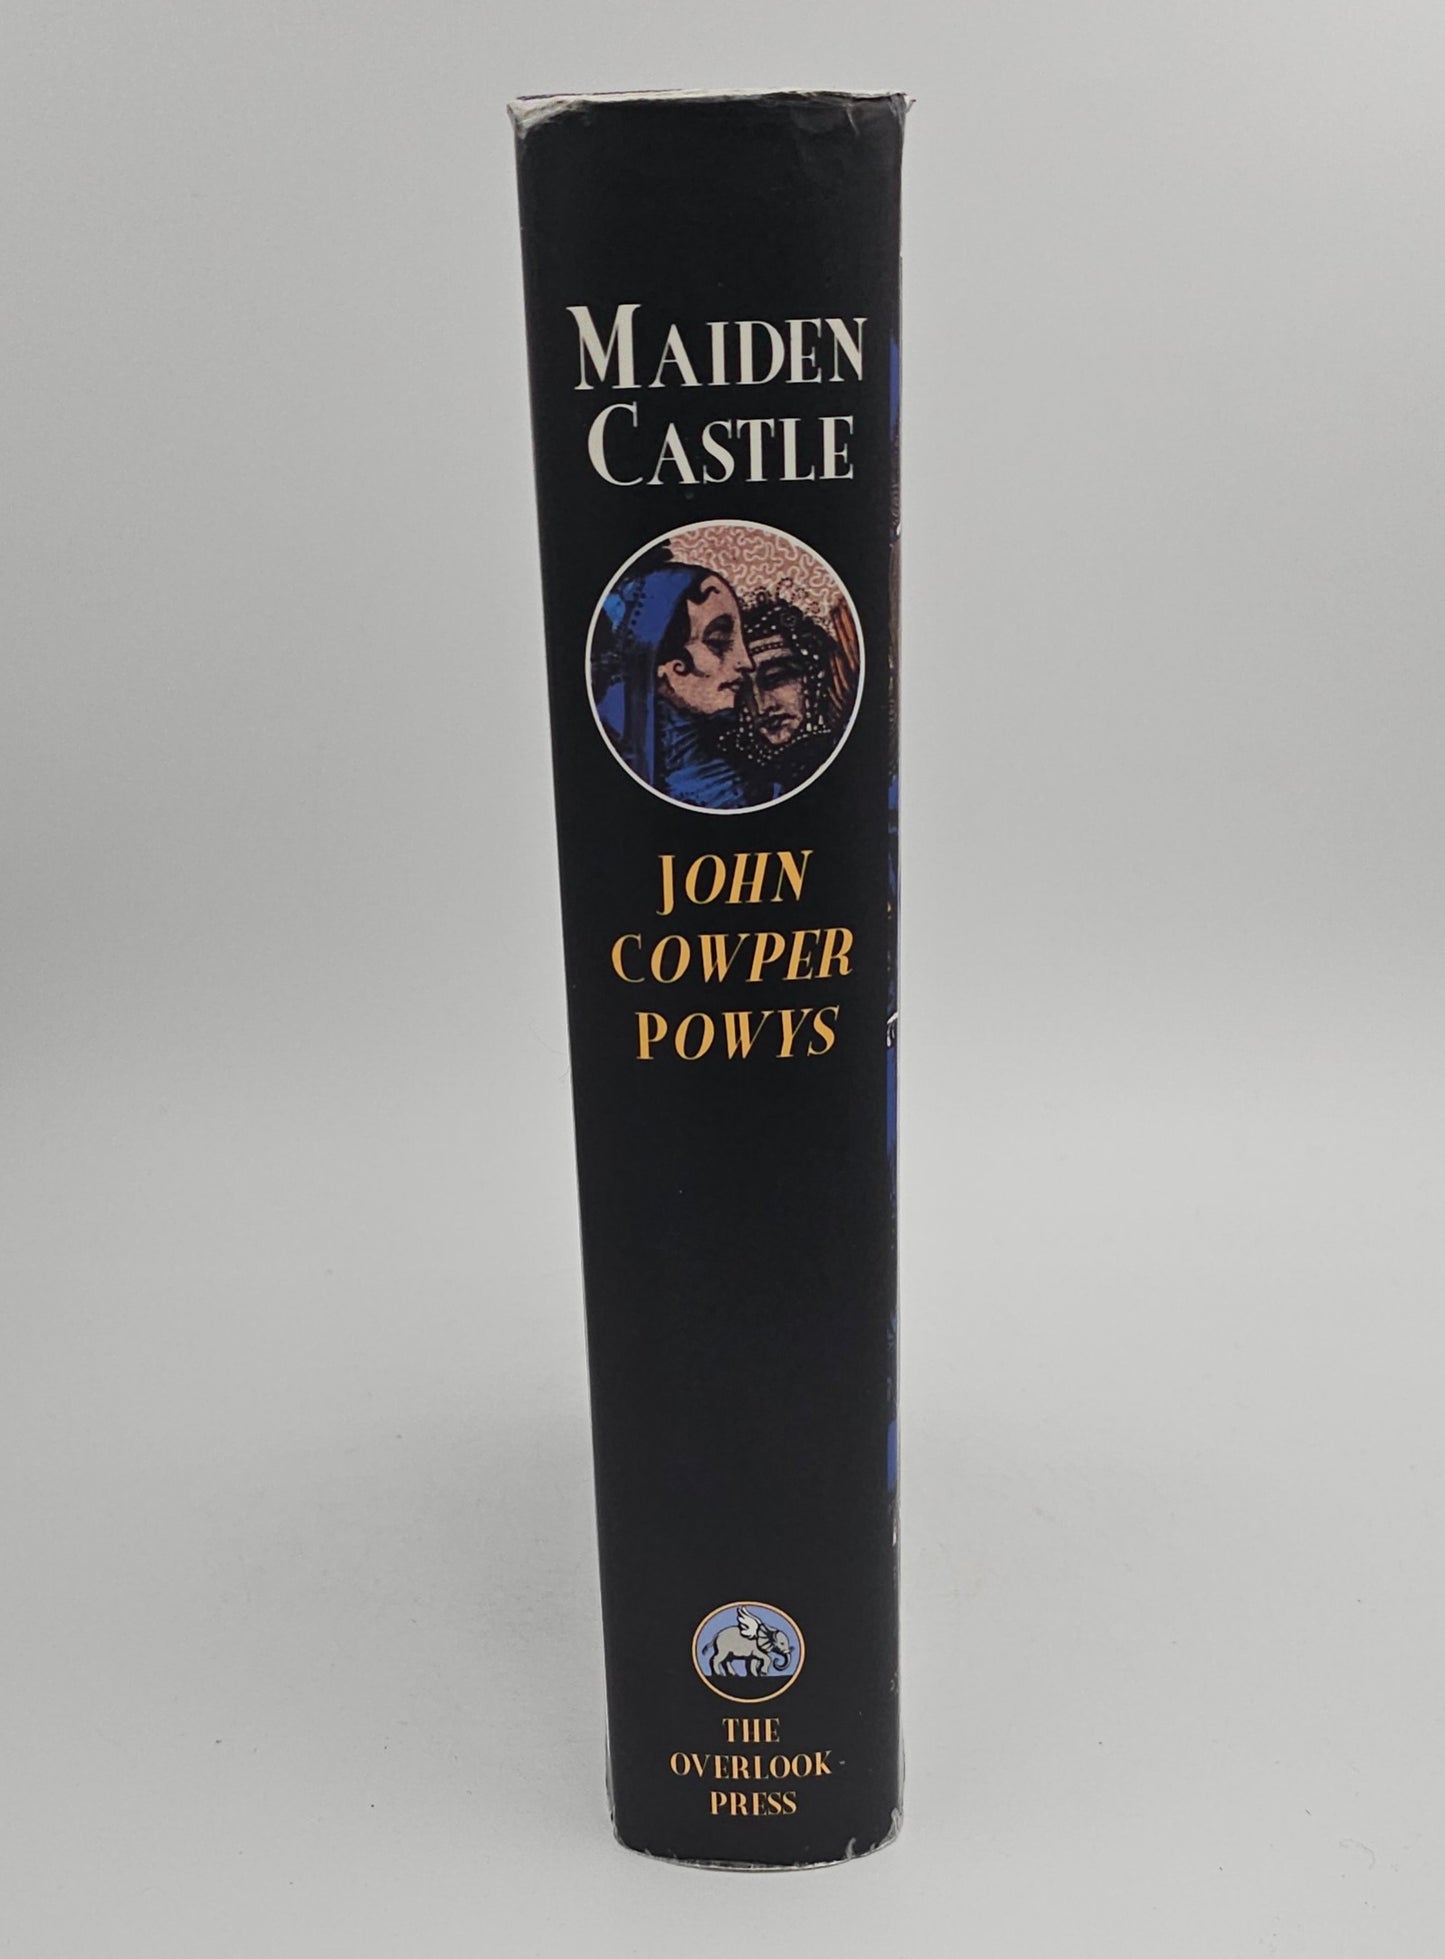 MAIDEN
CASTLE
JOHN
COWPER
POWYS
THE
OVERLOOK
PRESS